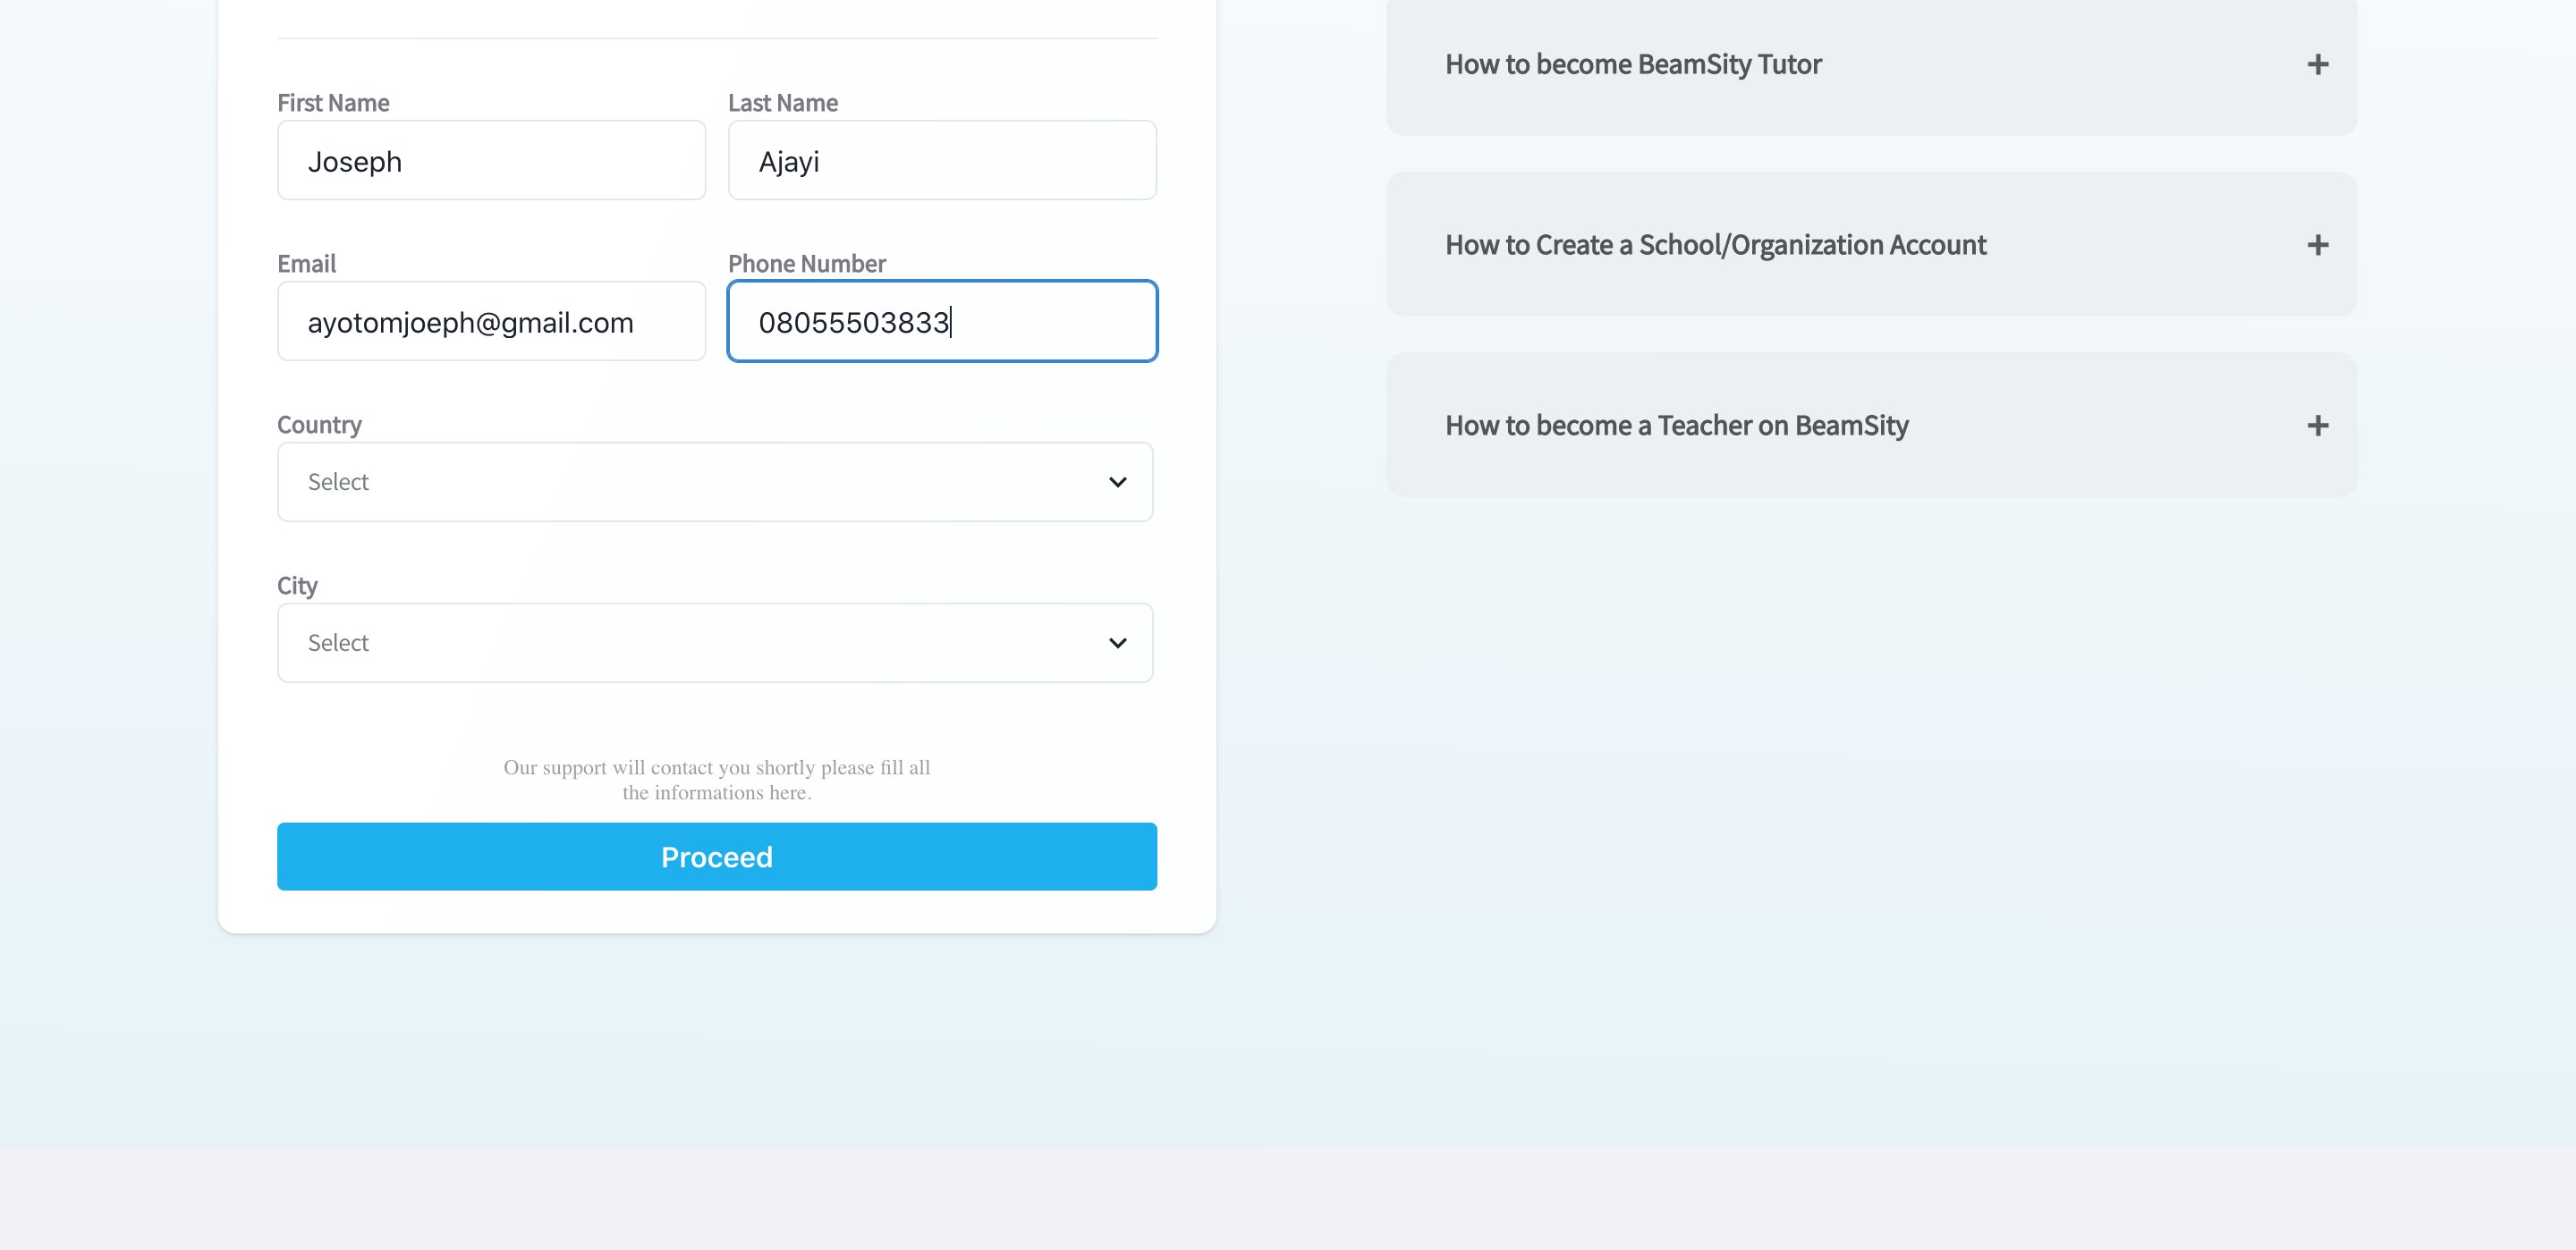 First Name
Last Name
Joseph
Ajayi
Email
Phone Number
ayotomjoeph@gmail.com
08055503833
Country
Select
City
Select
Our support will contact you shortly please fill all
the informations here.
Proceed
How to become BeamSity Tutor
How to Create a School/Organization Account
How to become a Teacher on BeamSity